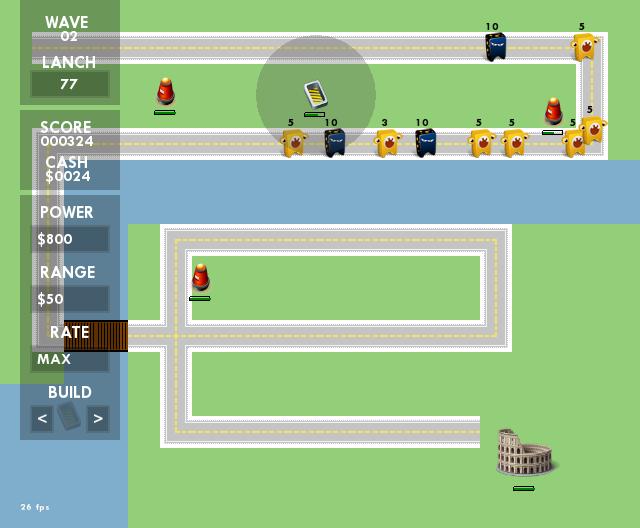 WAVE
02
LANCH
77
SCORE
000324
CASH
$0024
POWER
$800
RANGE
$50
RATE
MAX
BUILD
< >
10 5
5
5 10 3 10 5 5 5
26 fps